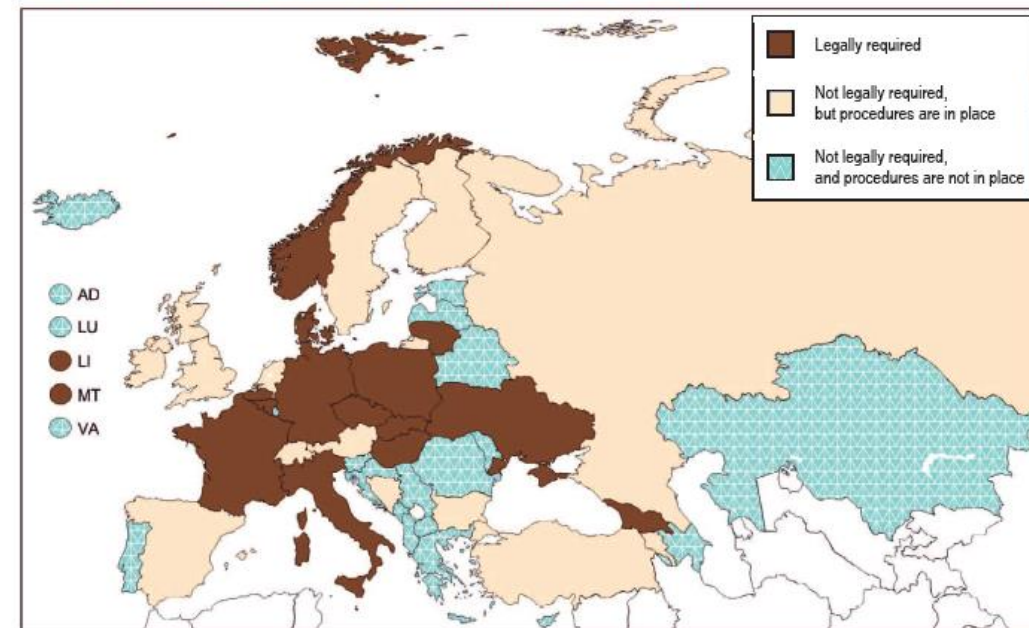 Legally required
Not legally required,
but procedures are in place
Not legally required,
and procedures are not in place
AD
LU
LI
MT
VA